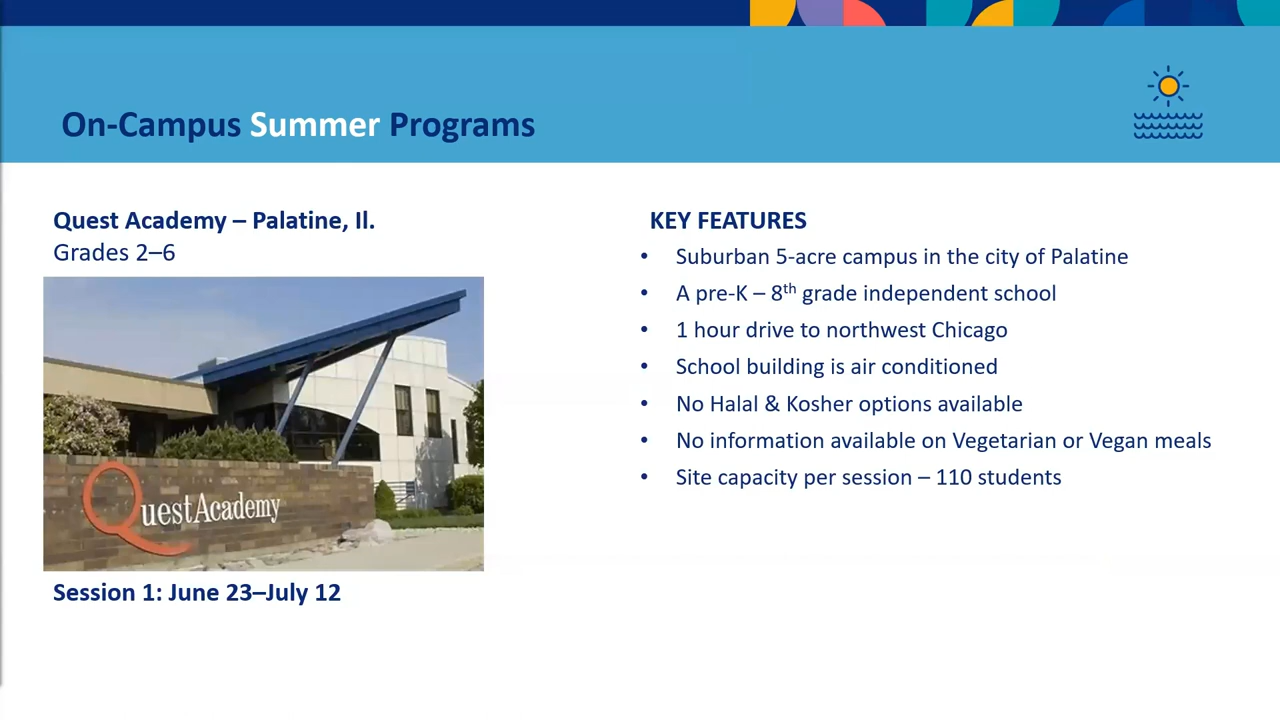 On-Campus Summer Programs
Quest Academy – Palatine, Il.
Grades 2–6
QuestAcademy
Session 1: June 23–July 12
KEY FEATURES
• Suburban 5-acre campus in the city of Palatine
• A pre-K – 8th grade independent school
• 1 hour drive to northwest Chicago
• School building is air conditioned
• No Halal & Kosher options available
• No information available on Vegetarian or Vegan meals
• Site capacity per session – 110 students